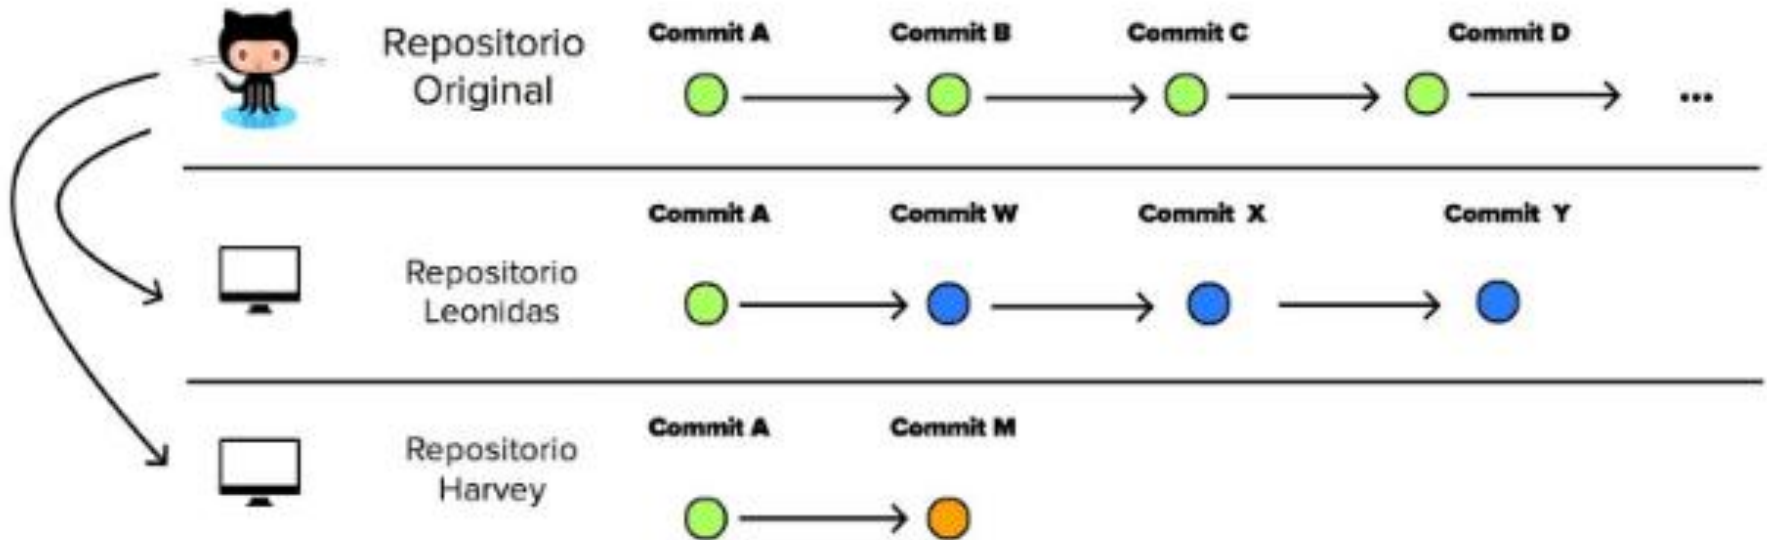 Repositorio
Original
Commit A
Commit B
Commit C
Commit D
...
Repositorio
Leonidas
Commit A
Commit W
Commit X
Commit Y
Repositorio
Harvey
Commit A
Commit M